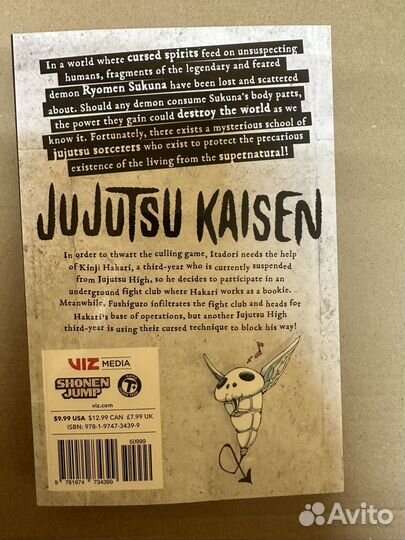 In a world where cursed spirits feed on unsuspecting
humans, fragments of the legendary and feared
demon Ryomen Sukuna have been lost and scattered
about. Should any demon consume Sukuna's body parts,
the power they gain could destroy the world as we
know it. Fortunately, there exists a mysterious school of
jujutsu sorcerers who exist to protect the precarious
existence of the living from the supernatural!
JUJUTSU KAISEN
In order to thwart the culling game, Itadori needs the help
of Kinji Hakari, a third-year who is currently suspended
from Jujutsu High, so he decides to participate in an
underground fight club where Hakari works as a bookie.
Meanwhile, Fushiguro infiltrates the fight club and heads for
Hakari's base of operations, but another Jujutsu High
third-year is using their cursed technique to block his way!
VIZ MEDIA
SHONEN
JUMP
viz.com
$9.99 USA $12.99 CAN £7.99 UK
ISBN: 978-1-9747-3439-9
50999
9 781974 734399
Avito